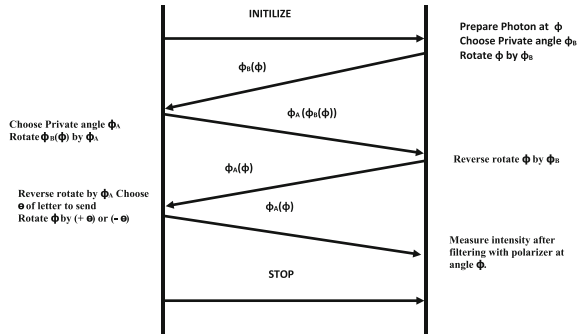 INITILIZE
Prepare Photon at ϕ
Choose Private angle ϕB
Rotate ϕ by ϕB
ϕB(ϕ)
ϕA (ϕB(ϕ))
Choose Private angle ϕA
Rotate ϕB(ϕ) by ϕA
Reverse rotate ϕ by ϕB
ϕA(ϕ)
Reverse rotate by ϕA Choose
ɵ of letter to send
Rotate ϕ by (+ ɵ) or (- ɵ)
ϕA(ϕ)
Measure intensity after
filtering with polarizer at
angle ϕ.
STOP